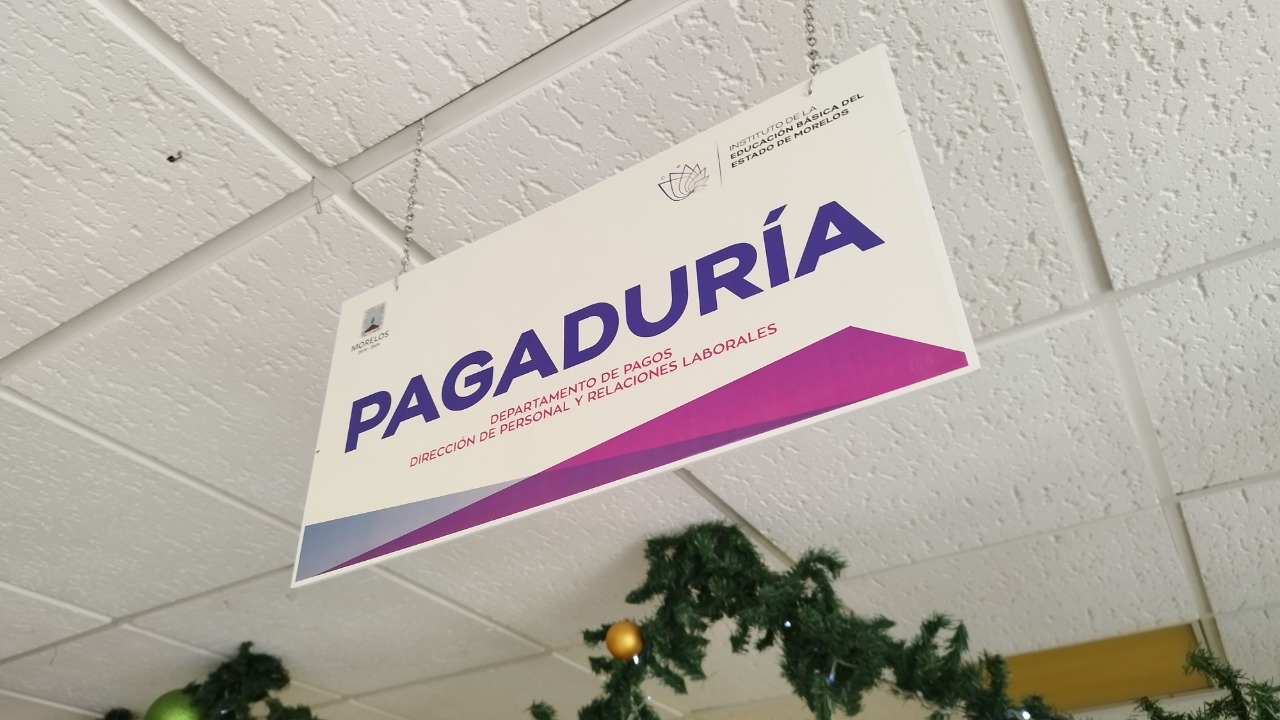 INSTITUTO DE LA
EDUCACIÓN BÁSICA DEL
ESTADO DE MORELOS
MORELOS
PAGADURÍA
DEPARTAMENTO DE PAGOS
DIRECCIÓN DE PERSONAL Y RELACIONES LABORALES